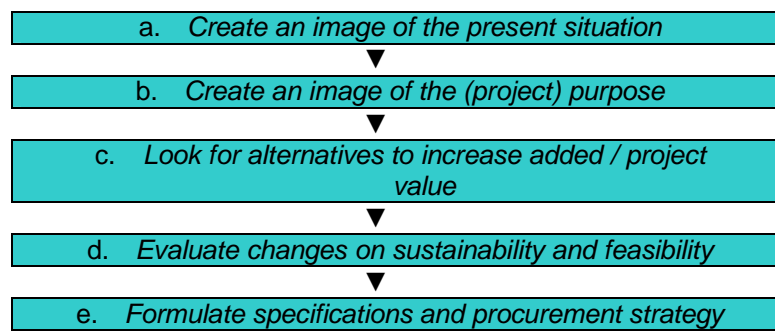 a. Create an image of the present situation
b. Create an image of the (project) purpose
c. Look for alternatives to increase added / project
value
d. Evaluate changes on sustainability and feasibility
e. Formulate specifications and procurement strategy